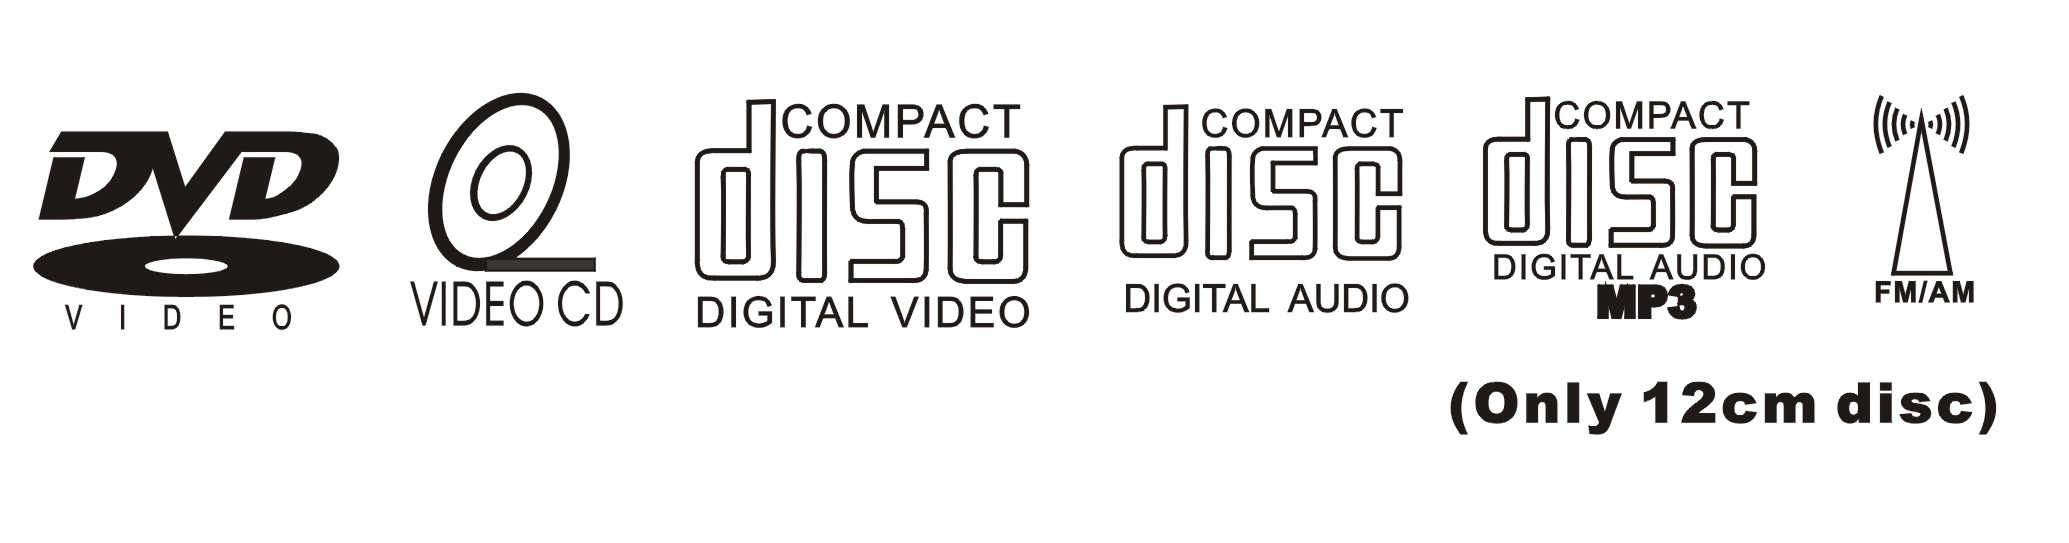 DVD
VIDEO
VIDEO CD
COMPACT
disc
DIGITAL VIDEO
COMPACT
disc
DIGITAL AUDIO
COMPACT
disc
DIGITAL AUDIO
MP3
FM/AM
(Only 12cm disc)